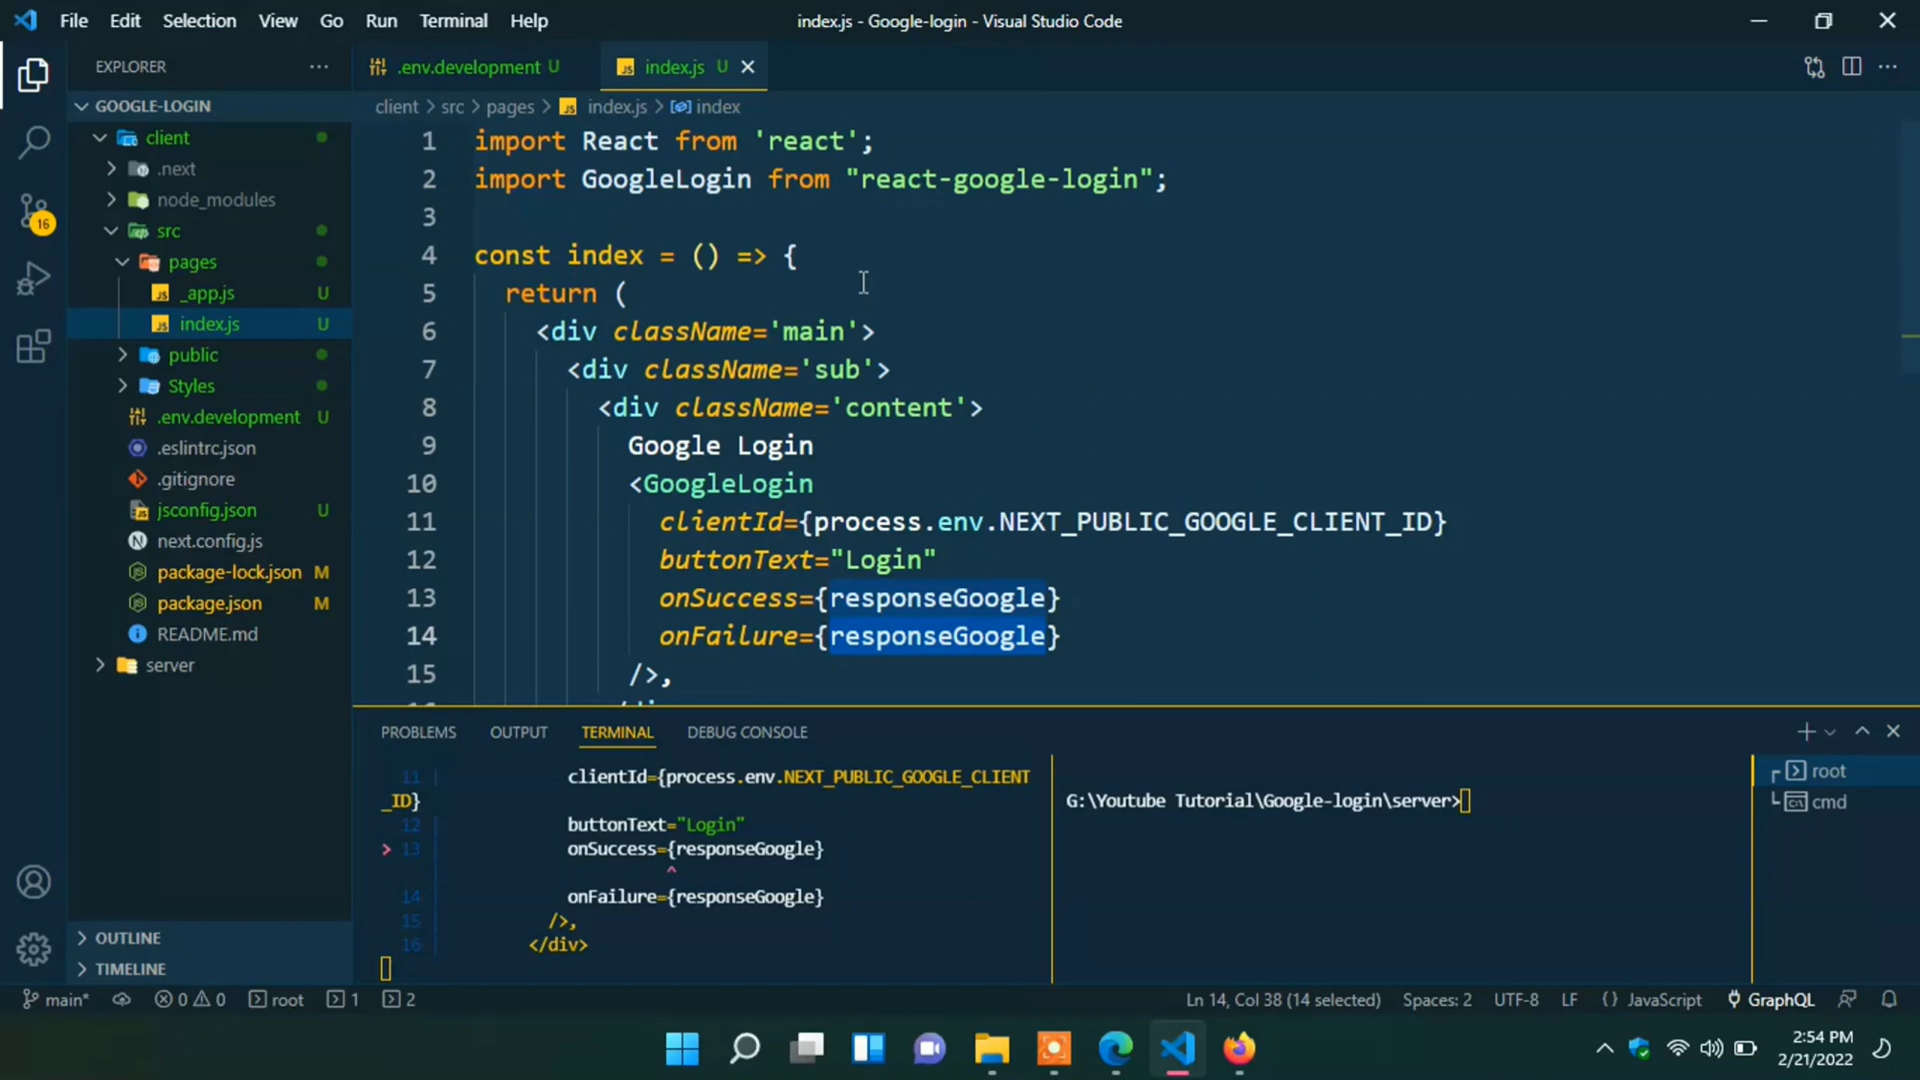 File Edit Selection View Go Run Terminal Help
index.js - Google-login - Visual Studio Code
EXPLORER
GOOGLE-LOGIN
client
.next
node_modules
src
pages
_app.js U
index.js U
public
Styles
.env.development U
.eslintrc.json
.gitignore
jsconfig.json U
next.config.js
package-lock.json M
package.json M
README.md
server
OUTLINE
TIMELINE
16
.env.development U
index.js U
client > src > pages > JS index.js > index
1 import React from 'react';
2 import GoogleLogin from "react-google-login";
3
4 const index = () => {
5 return (
6 <div className='main'>
7 <div className='sub'>
8 <div className='content'>
9 Google Login
10 <GoogleLogin
11 clientId={process.env.NEXT_PUBLIC_GOOGLE_CLIENT_ID}
12 buttonText="Login"
13 onSuccess={responseGoogle}
14 onFailure={responseGoogle}
15 />,
PROBLEMS OUTPUT TERMINAL DEBUG CONSOLE
11 | clientId={process.env.NEXT_PUBLIC_GOOGLE_CLIENT
_ID}
12 | buttonText="Login"
> 13 | onSuccess={responseGoogle}
^
14 | onFailure={responseGoogle}
15 | />,
16 | </div>
G:\Youtube Tutorial\Google-login\server>
root
cmd
main* 0 0 root 1 2
Ln 14, Col 38 (14 selected) Spaces: 2 UTF-8 LF {} JavaScript GraphQL
2:54 PM
2/21/2022